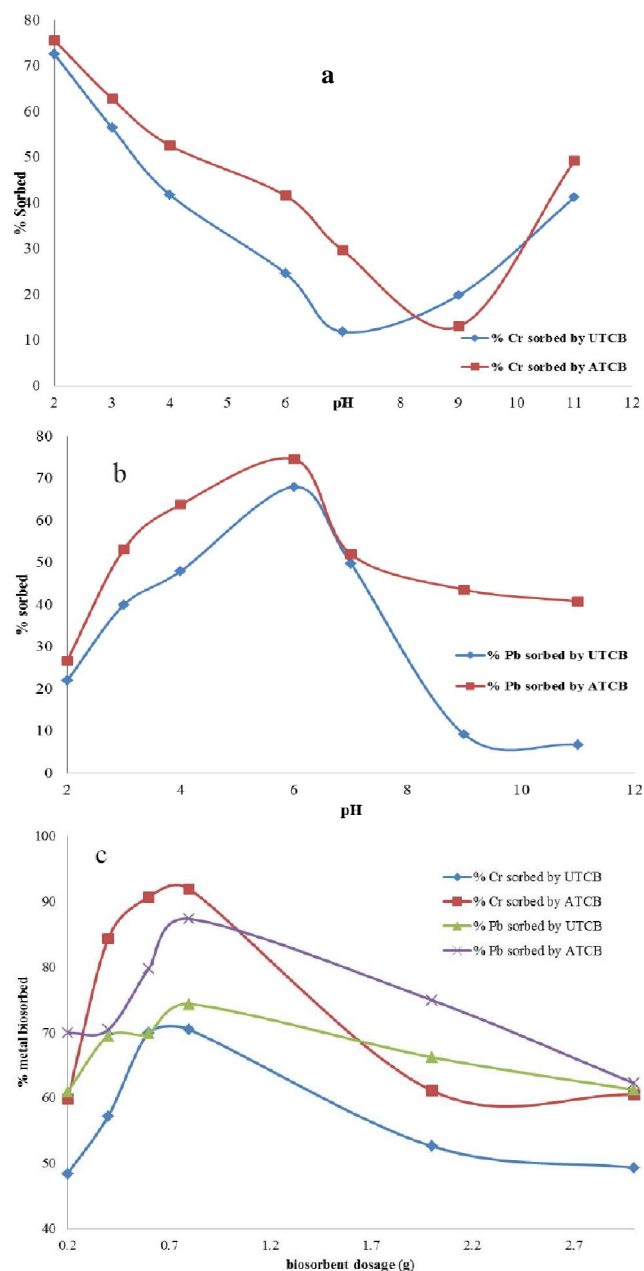 80
a
70
60
50
% Sorbed
40
30
20
10
0
% Cr sorbed by UTCB
% Cr sorbed by ATCB
2 3 4 5 6 7 8 9 10 11 12
pH
80
b
70
60
50
% sorbed
40
30
20
10
0
% Pb sorbed by UTCB
% Pb sorbed by ATCB
2 4 6 8 10 12
pH
100
c
90
80
70
% metal biosorbed
60
50
40
% Cr sorbed by UTCB
% Cr sorbed by ATCB
% Pb sorbed by UTCB
% Pb sorbed by ATCB
0.2 0.7 1.2 1.7 2.2 2.7
biosorbent dosage (g)